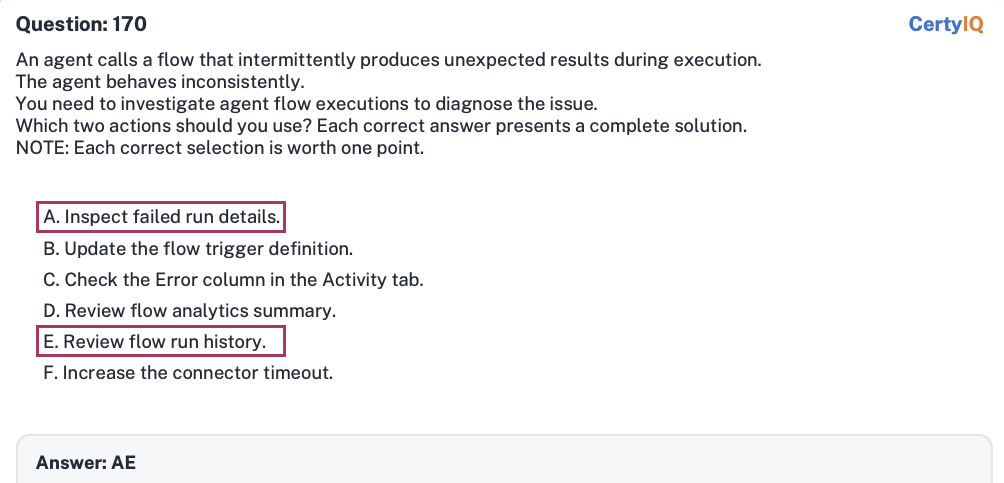 Question: 170
CertyIQ
An agent calls a flow that intermittently produces unexpected results during execution.
The agent behaves inconsistently.
You need to investigate agent flow executions to diagnose the issue.
Which two actions should you use? Each correct answer presents a complete solution.
NOTE: Each correct selection is worth one point.
A. Inspect failed run details.
B. Update the flow trigger definition.
C. Check the Error column in the Activity tab.
D. Review flow analytics summary.
E. Review flow run history.
F. Increase the connector timeout.
Answer: AE